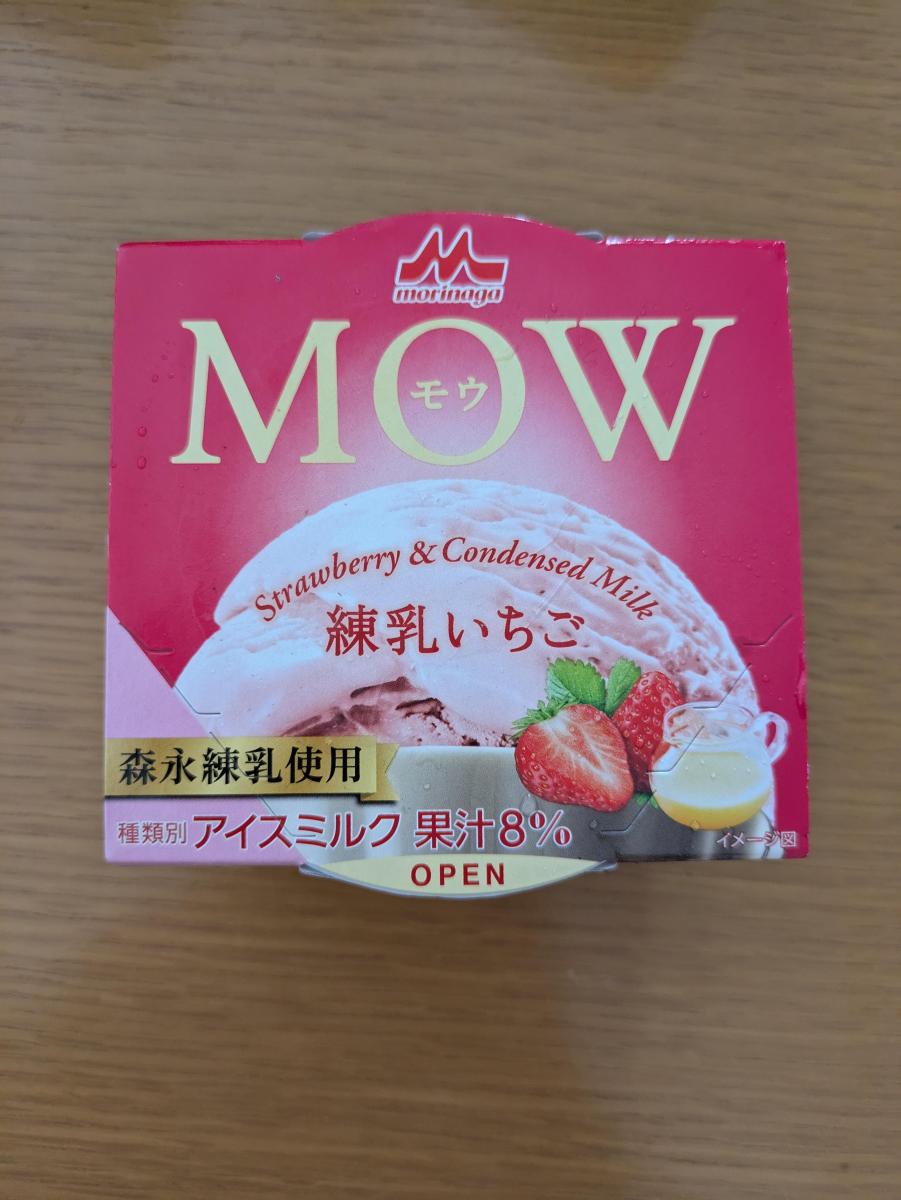 morinaga
MOW
モウ
Strawberry & Condensed Milk
練乳いちご
森永練乳使用
種類別 アイスミルク 果汁8%
イメージ図
OPEN